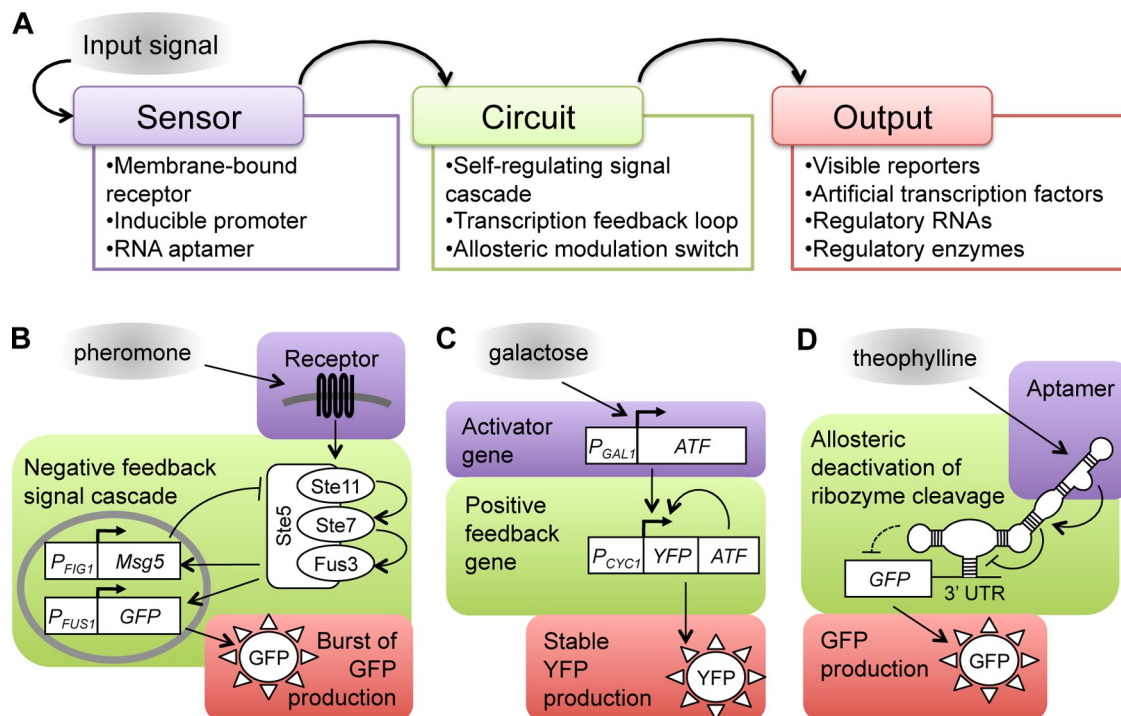 A
Input signal
Sensor
Circuit
Output
•Membrane-bound
receptor
•Inducible promoter
•RNA aptamer
•Self-regulating signal
cascade
•Transcription feedback loop
•Allosteric modulation switch
•Visible reporters
•Artificial transcription factors
•Regulatory RNAs
•Regulatory enzymes
B
pheromone
Receptor
Negative feedback
signal cascade
Ste5
Ste11
Ste7
Fus3
PFIG1 Msg5
PFUS1 GFP
GFP
Burst of
GFP
production
C
galactose
Activator
gene
PGAL1 ATF
Positive
feedback
gene
PCYC1 YFP ATF
Stable
YFP
production
YFP
D
theophylline
Aptamer
Allosteric
deactivation of
ribozyme cleavage
GFP
3' UTR
GFP
production
GFP